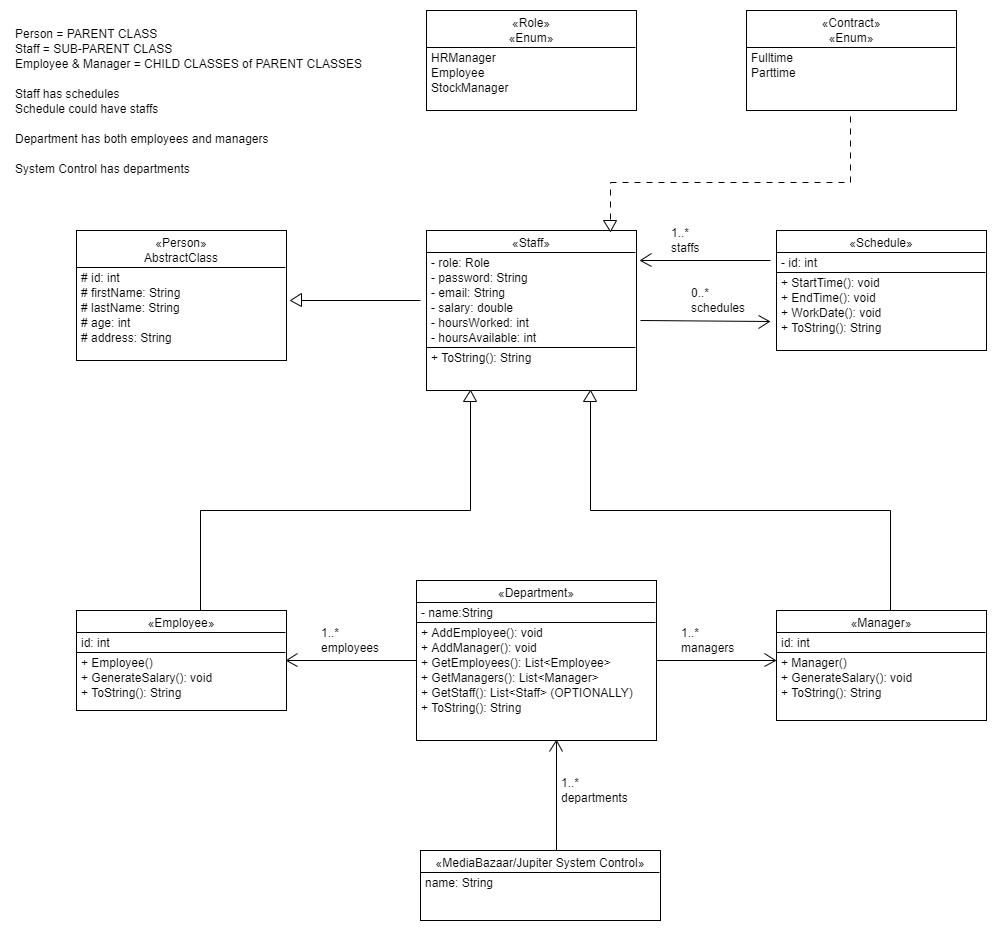 Person = PARENT CLASS
Staff = SUB-PARENT CLASS
Employee & Manager = CHILD CLASSES of PARENT CLASSES
Staff has schedules
Schedule could have staffs
Department has both employees and managers
System Control has departments
«Role»
«Enum»
HRManager
Employee
StockManager
«Contract»
«Enum»
Fulltime
Parttime
«Person»
AbstractClass
# id: int
# firstName: String
# lastName: String
# age: int
# address: String
«Staff»
- role: Role
- password: String
- email: String
- salary: double
- hoursWorked: int
- hoursAvailable: int
+ ToString(): String
1..*
staffs
0..*
schedules
«Schedule»
- id: int
+ StartTime(): void
+ EndTime(): void
+ WorkDate(): void
+ ToString(): String
«Employee»
id: int
+ Employee()
+ GenerateSalary(): void
+ ToString(): String
1..*
employees
«Department»
- name:String
+ AddEmployee(): void
+ AddManager(): void
+ GetEmployees(): List<Employee>
+ GetManagers(): List<Manager>
+ GetStaff(): List<Staff> (OPTIONALLY)
+ ToString(): String
1..*
managers
«Manager»
id: int
+ Manager()
+ GenerateSalary(): void
+ ToString(): String
1..*
departments
«MediaBazaar/Jupiter System Control»
name: String